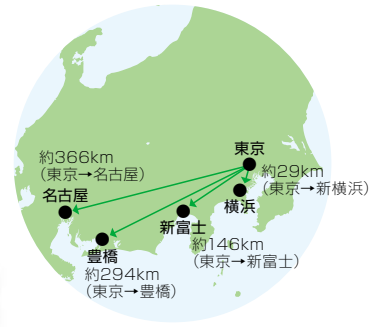 東京
約29km
（東京→新横浜）
横浜
約366km
（東京→名古屋）
名古屋
新富士
約146km
（東京→新富士）
豊橋
約294km
（東京→豊橋）